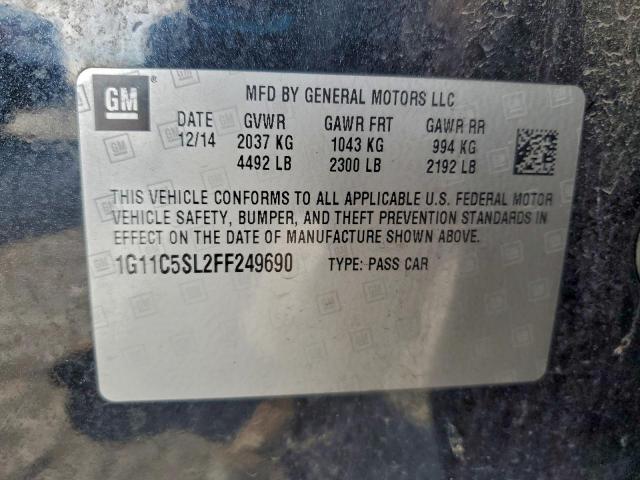 GM ® MFD BY GENERAL MOTORS LLC
DATE GVWR GAWR FRT GAWR RR
12/14 2037 KG 1043 KG 994 KG
4492 LB 2300 LB 2192 LB
THIS VEHICLE CONFORMS TO ALL APPLICABLE U.S. FEDERAL MOTOR
VEHICLE SAFETY, BUMPER, AND THEFT PREVENTION STANDARDS IN
EFFECT ON THE DATE OF MANUFACTURE SHOWN ABOVE.
1G11C5SL2FF249690 TYPE: PASS CAR